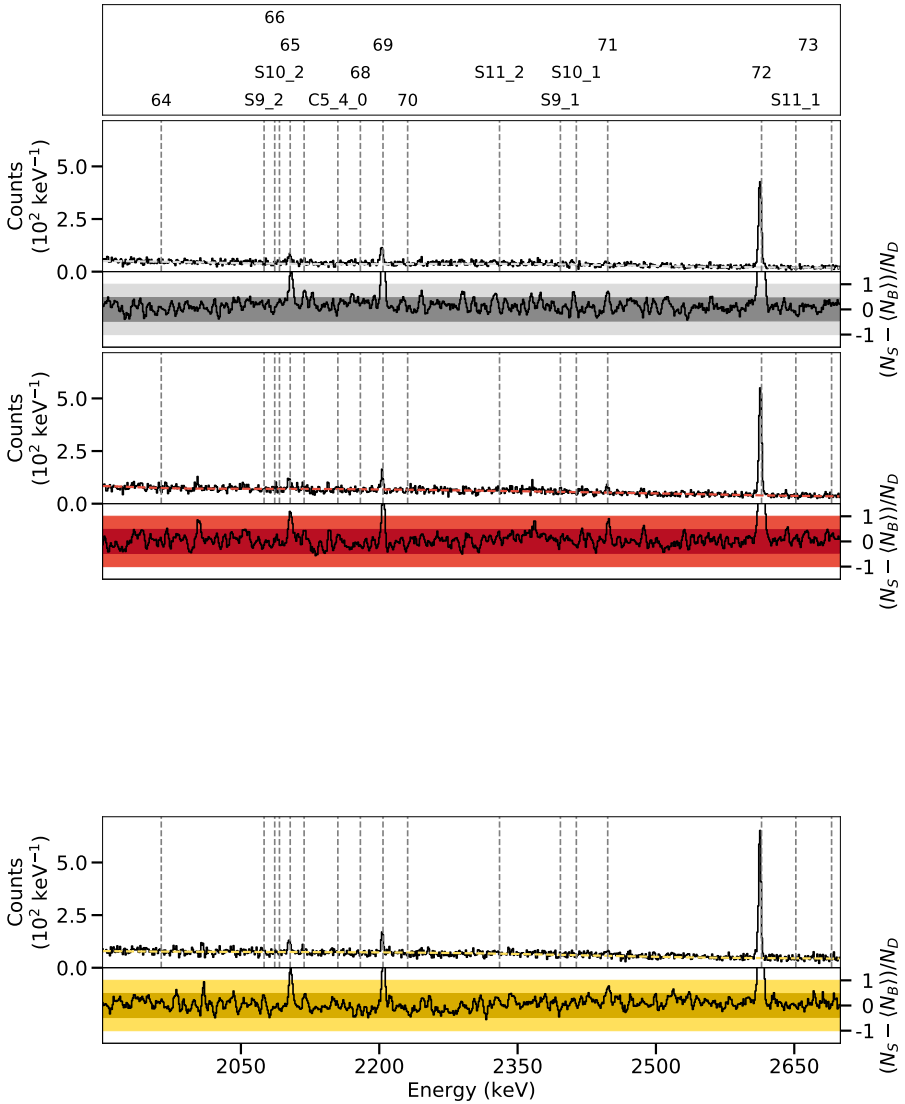 66
65 69 71 73
S10_2 68 S11_2 S10_1 72
64 S9_2 C5_4_0 70 S9_1 S11_1
Counts
(10² keV⁻¹)
5.0
2.5
0.0
1
0
-1
(N_S − ⟨N_B⟩)/N_D
Counts
(10² keV⁻¹)
5.0
2.5
0.0
1
0
-1
(N_S − ⟨N_B⟩)/N_D
Counts
(10² keV⁻¹)
5.0
2.5
0.0
1
0
-1
(N_S − ⟨N_B⟩)/N_D
2050 2200 2350 2500 2650
Energy (keV)